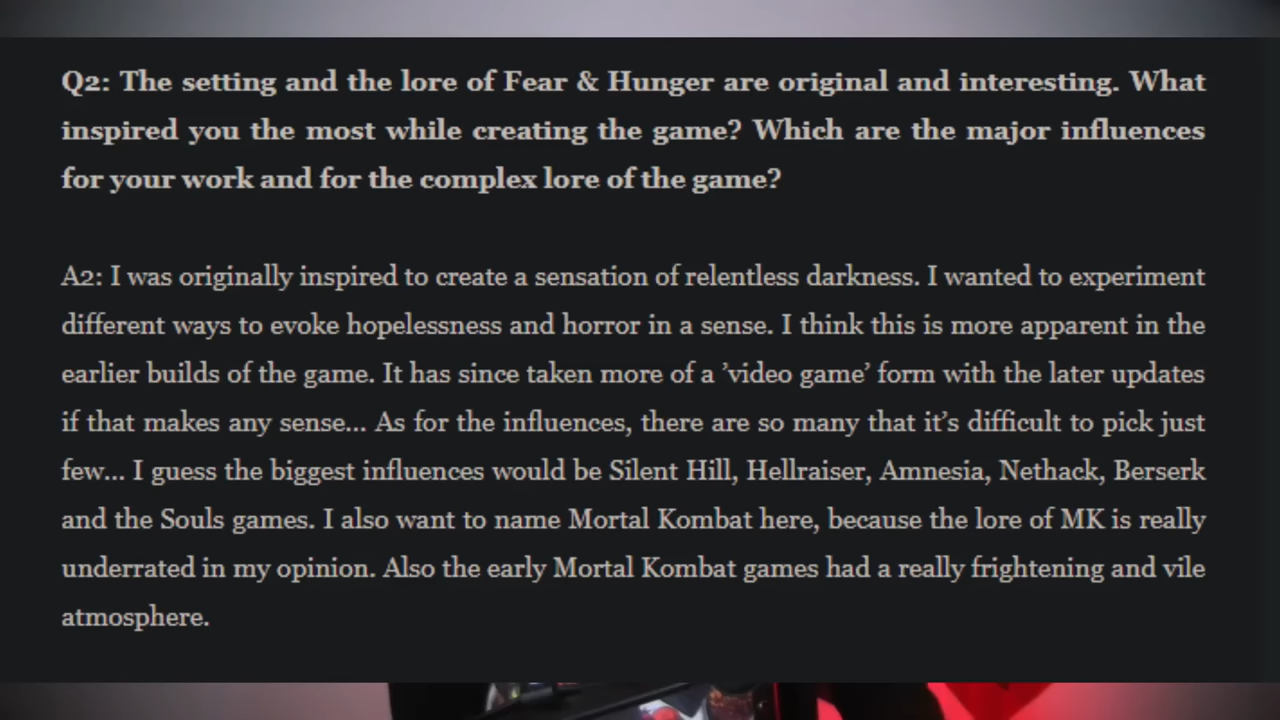 Q2: The setting and the lore of Fear & Hunger are original and interesting. What
inspired you the most while creating the game? Which are the major influences
for your work and for the complex lore of the game?
A2: I was originally inspired to create a sensation of relentless darkness. I wanted to experiment
different ways to evoke hopelessness and horror in a sense. I think this is more apparent in the
earlier builds of the game. It has since taken more of a ’video game’ form with the later updates
if that makes any sense... As for the influences, there are so many that it’s difficult to pick just
few... I guess the biggest influences would be Silent Hill, Hellraiser, Amnesia, Nethack, Berserk
and the Souls games. I also want to name Mortal Kombat here, because the lore of MK is really
underrated in my opinion. Also the early Mortal Kombat games had a really frightening and vile
atmosphere.